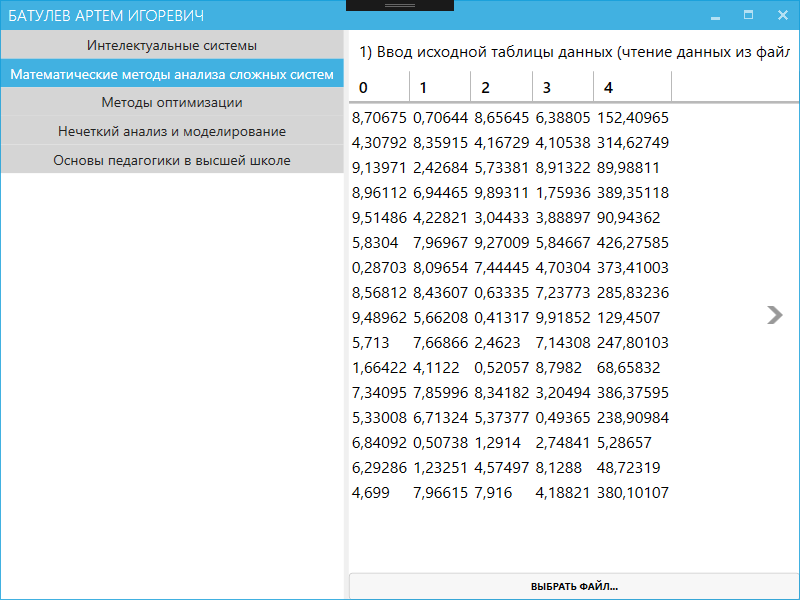 БАТУЛЕВ АРТЕМ ИГОРЕВИЧ
Интелектуальные системы
Математические методы анализа сложных систем
Методы оптимизации
Нечеткий анализ и моделирование
Основы педагогики в высшей школе
1) Ввод исходной таблицы данных (чтение данных из файл
0 1 2 3 4
8,70675 0,70644 8,65645 6,38805 152,40965
4,30792 8,35915 4,16729 4,10538 314,62749
9,13971 2,42684 5,73381 8,91322 89,98811
8,96112 6,94465 9,89311 1,75936 389,35118
9,51486 4,22821 3,04433 3,88897 90,94362
5,8304 7,96967 9,27009 5,84667 426,27585
0,28703 8,09654 7,44445 4,70304 373,41003
8,56812 8,43607 0,63335 7,23773 285,83236
9,48962 5,66208 0,41317 9,91852 129,4507
5,713 7,66866 2,4623 7,14308 247,80103
1,66422 4,1122 0,52057 8,7982 68,65832
7,34095 7,85996 8,34182 3,20494 386,37595
5,33008 6,71324 5,37377 0,49365 238,90984
6,84092 0,50738 1,2914 2,74841 5,28657
6,29286 1,23251 4,57497 8,1288 48,72319
4,699 7,96615 7,916 4,18821 380,10107
ВЫБРАТЬ ФАЙЛ...